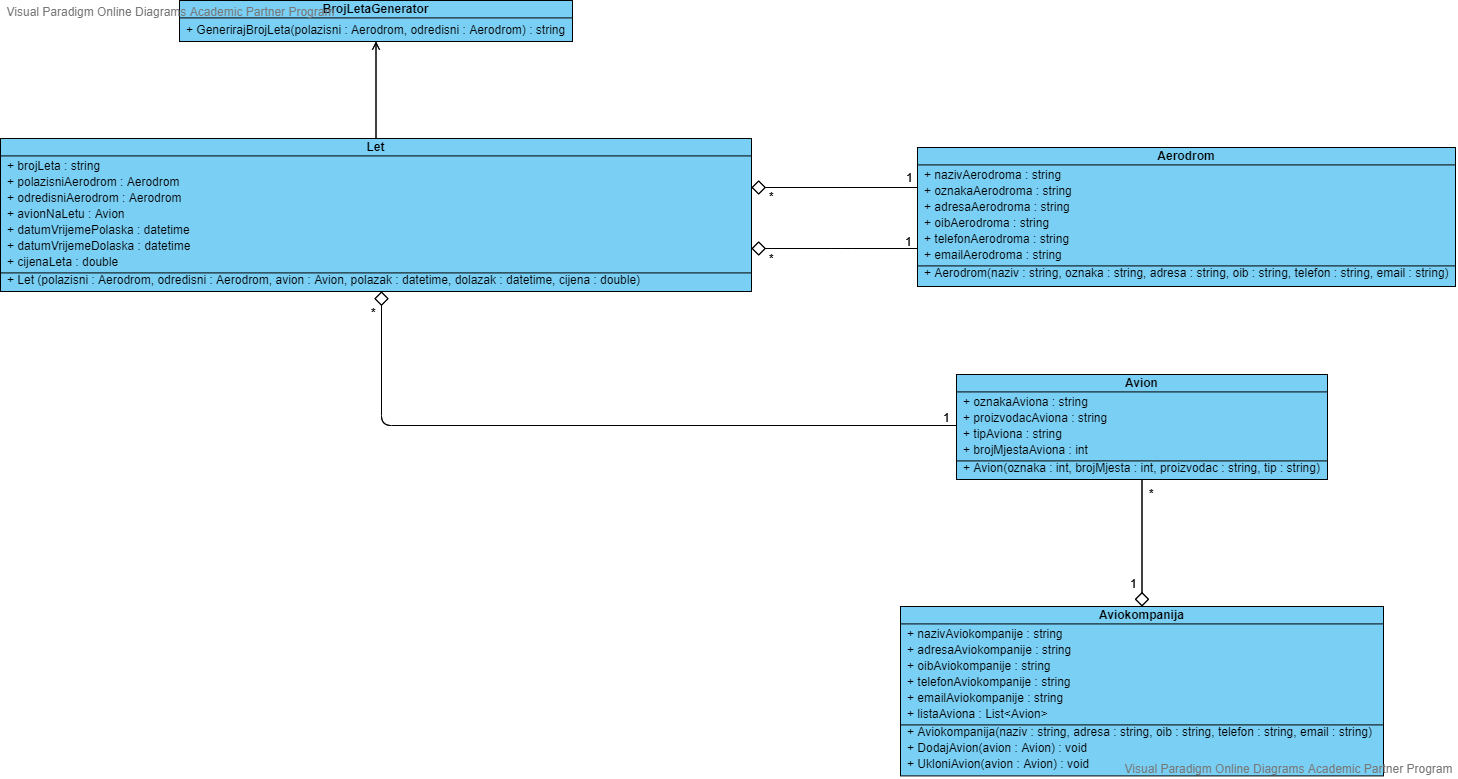 Visual Paradigm Online Diagrams Academic Partner Program
BrojLetaGenerator
+ GenerirajBrojLeta(polazisni : Aerodrom, odredisni : Aerodrom) : string
Let
+ brojLeta : string
+ polazisniAerodrom : Aerodrom
+ odredisniAerodrom : Aerodrom
+ avionNaLetu : Avion
+ datumVrijemePolaska : datetime
+ datumVrijemeDolaska : datetime
+ cijenaLeta : double
+ Let (polazisni : Aerodrom, odredisni : Aerodrom, avion : Avion, polazak : datetime, dolazak : datetime, cijena : double)
1
*
1
*
Aerodrom
+ nazivAerodroma : string
+ oznakaAerodroma : string
+ adresaAerodroma : string
+ oibAerodroma : string
+ telefonAerodroma : string
+ emailAerodroma : string
+ Aerodrom(naziv : string, oznaka : string, adresa : string, oib : string, telefon : string, email : string)
*
1
Avion
+ oznakaAviona : string
+ proizvodacAviona : string
+ tipAviona : string
+ brojMjestaAviona : int
+ Avion(oznaka : int, brojMjesta : int, proizvodac : string, tip : string)
*
1
Aviokompanija
+ nazivAviokompanije : string
+ adresaAviokompanije : string
+ oibAviokompanije : string
+ telefonAviokompanije : string
+ emailAviokompanije : string
+ listaAviona : List<Avion>
+ Aviokompanija(naziv : string, adresa : string, oib : string, telefon : string, email : string)
+ DodajAvion(avion : Avion) : void
+ UkloniAvion(avion : Avion) : void
Visual Paradigm Online Diagrams Academic Partner Program